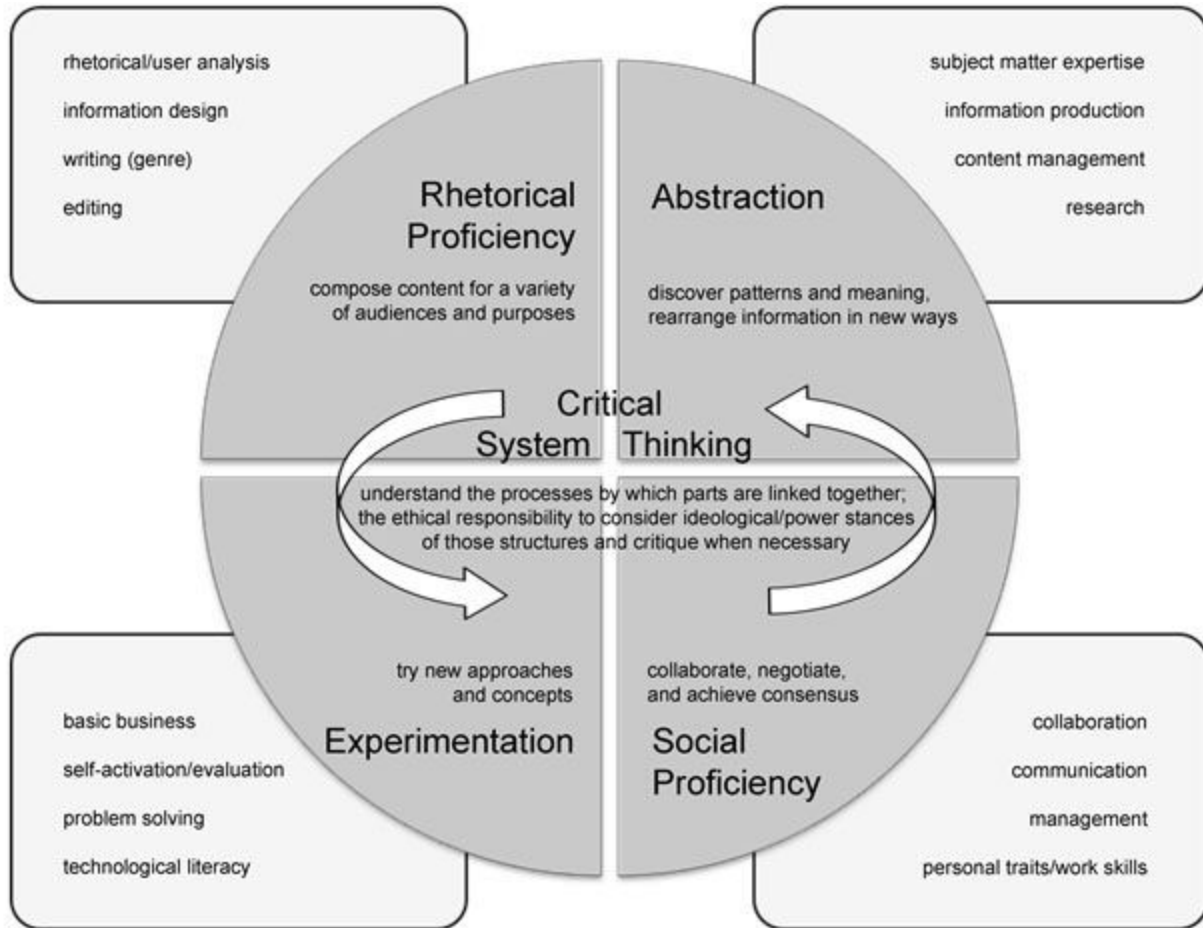 rhetorical/user analysis
information design
writing (genre)
editing
subject matter expertise
information production
content management
research
Rhetorical
Proficiency
compose content for a variety
of audiences and purposes
Abstraction
discover patterns and meaning,
rearrange information in new ways
Critical
System Thinking
understand the processes by which parts are linked together;
the ethical responsibility to consider ideological/power stances
of those structures and critique when necessary
try new approaches
and concepts
Experimentation
collaborate, negotiate,
and achieve consensus
Social
Proficiency
basic business
self-activation/evaluation
problem solving
technological literacy
collaboration
communication
management
personal traits/work skills